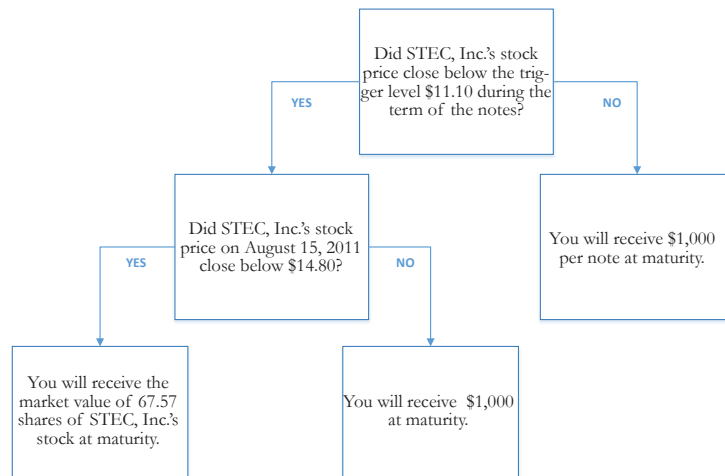 Did STEC, Inc.'s stock
price close below the trig-
ger level $11.10 during the
term of the notes?
YES
NO
Did STEC, Inc.'s stock
price on August 15, 2011
close below $14.80?
You will receive $1,000
per note at maturity.
YES
NO
You will receive the
market value of 67.57
shares of STEC, Inc.'s
stock at maturity.
You will receive $1,000
at maturity.